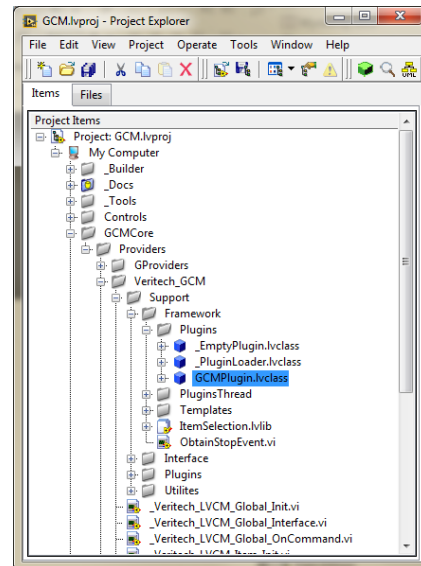 GCM.lvproj - Project Explorer
File Edit View Project Operate Tools Window Help
Items Files
Project Items
Project: GCM.lvproj
My Computer
_Builder
_Docs
_Tools
Controls
GCMCore
Providers
GProviders
Veritech_GCM
Support
Framework
Plugins
_EmptyPlugin.lvclass
_PluginLoader.lvclass
GCMPlugin.lvclass
PluginsThread
Templates
ItemSelection.lvlib
ObtainStopEvent.vi
Interface
Plugins
Utilites
_Veritech_LVCM_Global_Init.vi
_Veritech_LVCM_Global_Interface.vi
_Veritech_LVCM_Global_OnCommand.vi
_Veritech_LVCM_Item_Init.vi